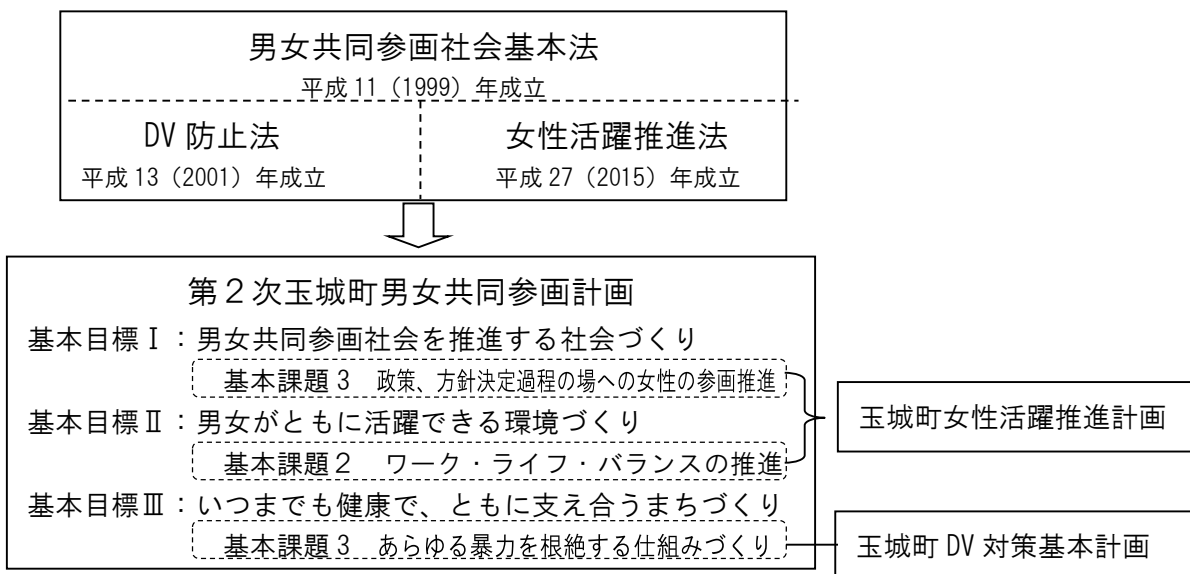 男女共同参画社会基本法
平成11（1999）年成立
DV防止法
女性活躍推進法
平成13（2001）年成立
平成27（2015）年成立
第２次玉城町男女共同参画計画
基本目標Ⅰ：男女共同参画社会を推進する社会づくり
基本課題3　政策、方針決定過程の場への女性の参画推進
基本目標Ⅱ：男女がともに活躍できる環境づくり
基本課題２　ワーク・ライフ・バランスの推進
玉城町女性活躍推進計画
基本目標Ⅲ：いつまでも健康で、ともに支え合うまちづくり
基本課題3　あらゆる暴力を根絶する仕組みづくり
玉城町DV対策基本計画